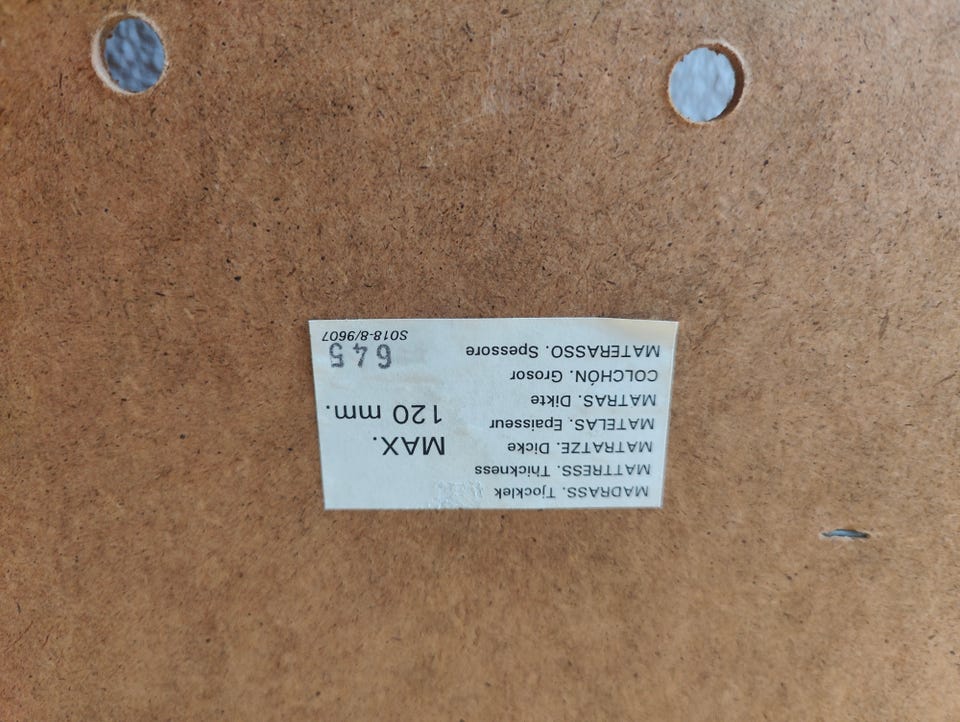 MADRASS. Tjocklek
MATTRESS. Thickness
MATRATZE. Dicke
MATELAS. Epaisseur
MATRAS. Dikte
COLCHÓN. Grosor
MATERASSO. Spessore
MAX.
120 mm.
645
S018-8/9607